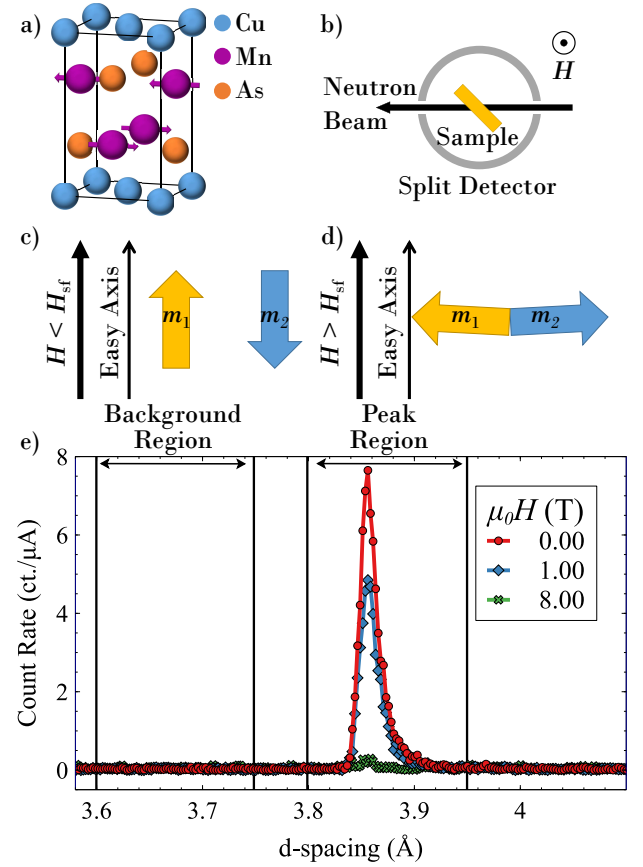 a)
Cu
Mn
As
b)
H
Neutron
Beam
Sample
Split Detector
c)
H < H_sf
Easy Axis
m_1
m_2
d)
H > H_sf
Easy Axis
m_1
m_2
Background
Region
Peak
Region
e)
8
6
4
2
0
Count Rate (ct./μA)
μ_0H (T)
0.00
1.00
8.00
3.6
3.7
3.8
3.9
4
d-spacing (Å)